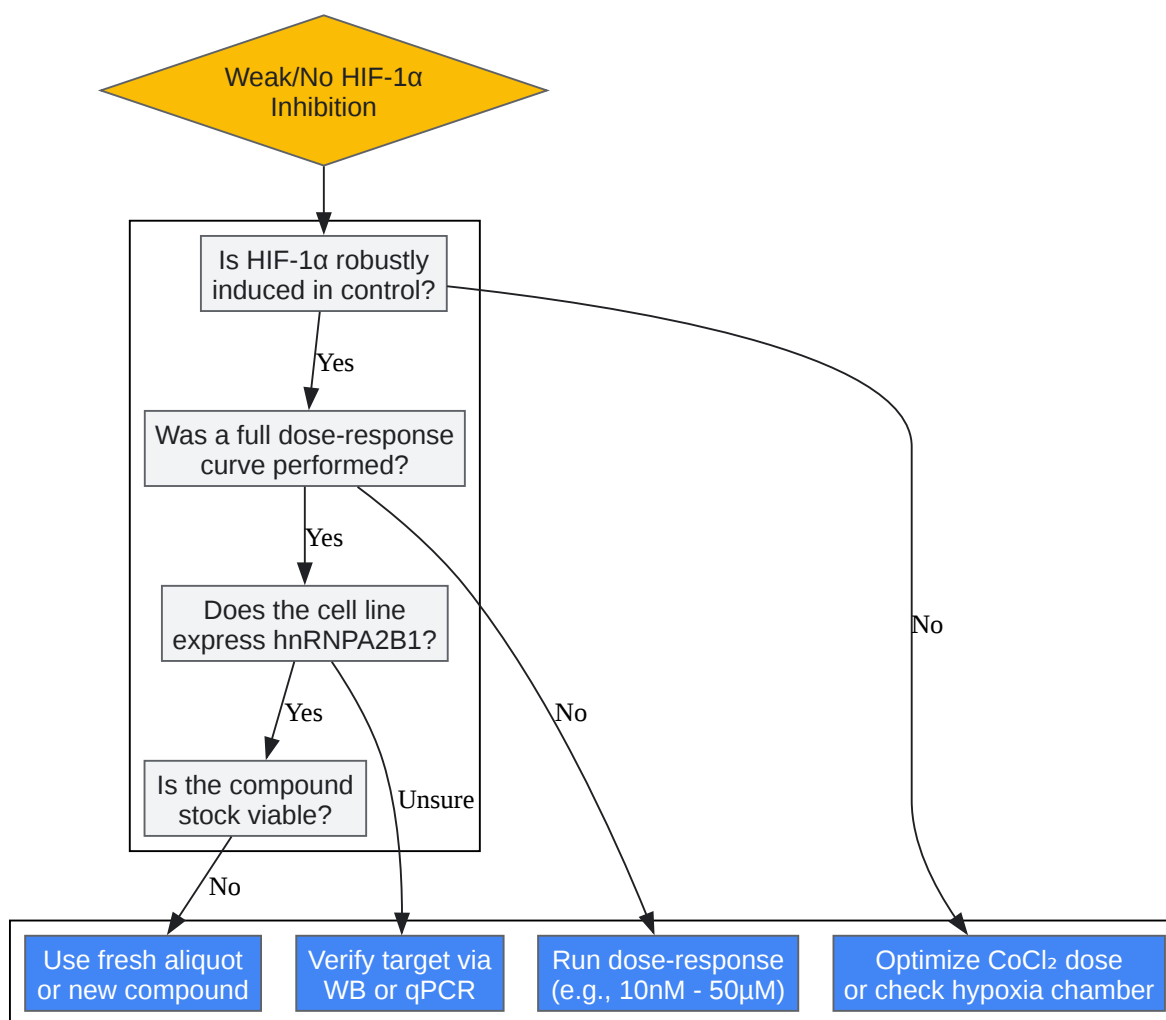 Weak/No HIF-1α
Inhibition
Is HIF-1α robustly
induced in control?
Yes
Was a full dose-response
curve performed?
Yes
No
Does the cell line
express hnRNPA2B1?
Yes
No
Is the compound
stock viable?
Unsure
No
Use fresh aliquot
or new compound
Verify target via
WB or qPCR
Run dose-response
(e.g., 10nM - 50μM)
Optimize CoCl₂ dose
or check hypoxia chamber